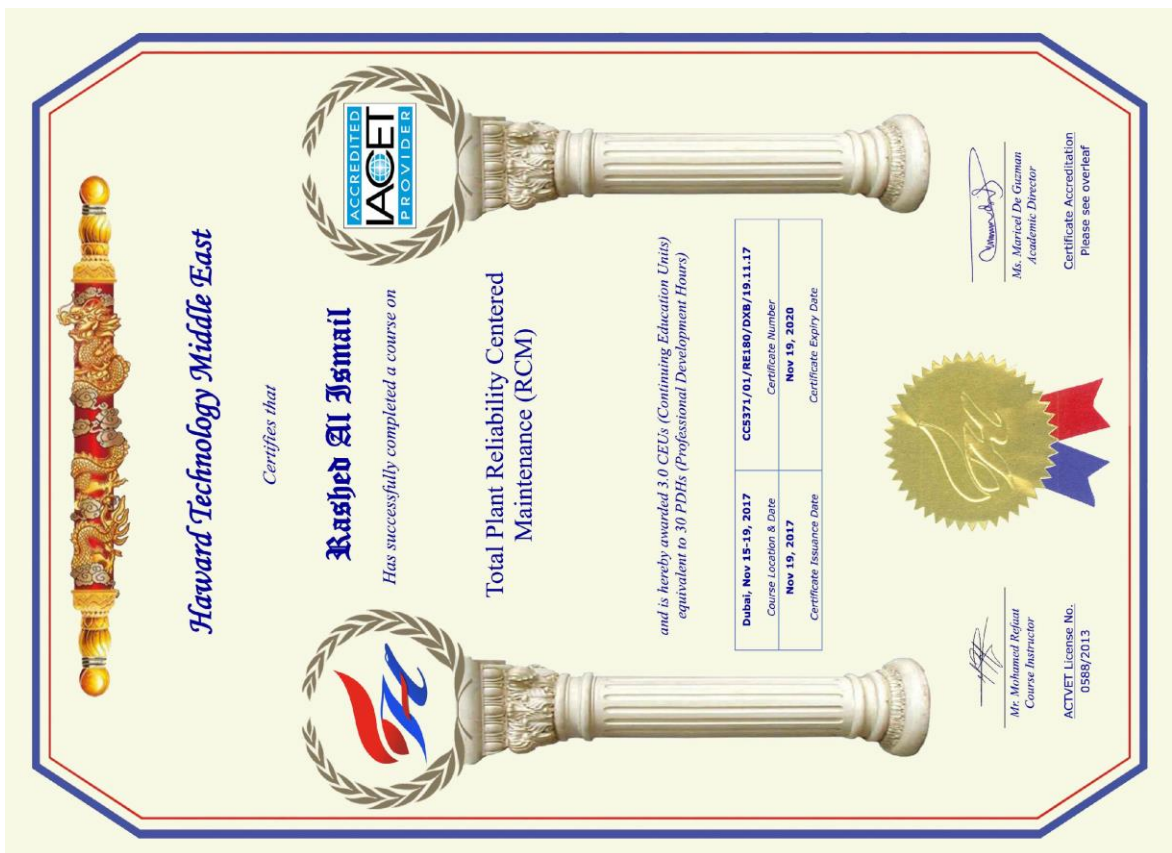 Haward Technology Middle East
Certifies that
Rashed Al Ismail
Has successfully completed a course on
ACCREDITED
IACET
PROVIDER
Total Plant Reliability Centered
Maintenance (RCM)
and is hereby awarded 3.0 CEUs (Continuing Education Units)
equivalent to 30 PDHs (Professional Development Hours)
Dubai, Nov 15-19, 2017
Course Location & Date
CC5371/01/RE180/DXB/19.11.17
Certificate Number
Nov 19, 2017
Certificate Issuance Date
Nov 19, 2020
Certificate Expiry Date
Mr. Mohamed Refaat
Course Instructor
ACTVET License No.
0588/2013
Ms. Maricel De Guzman
Academic Director
Certificate Accreditation
Please see overleaf